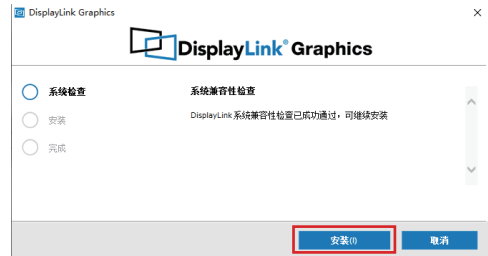 DisplayLink Graphics
DisplayLink® Graphics
系统检查
安装
完成
系统兼容性检查
DisplayLink 系统兼容性检查已成功通过，可继续安装
安装(I)
取消